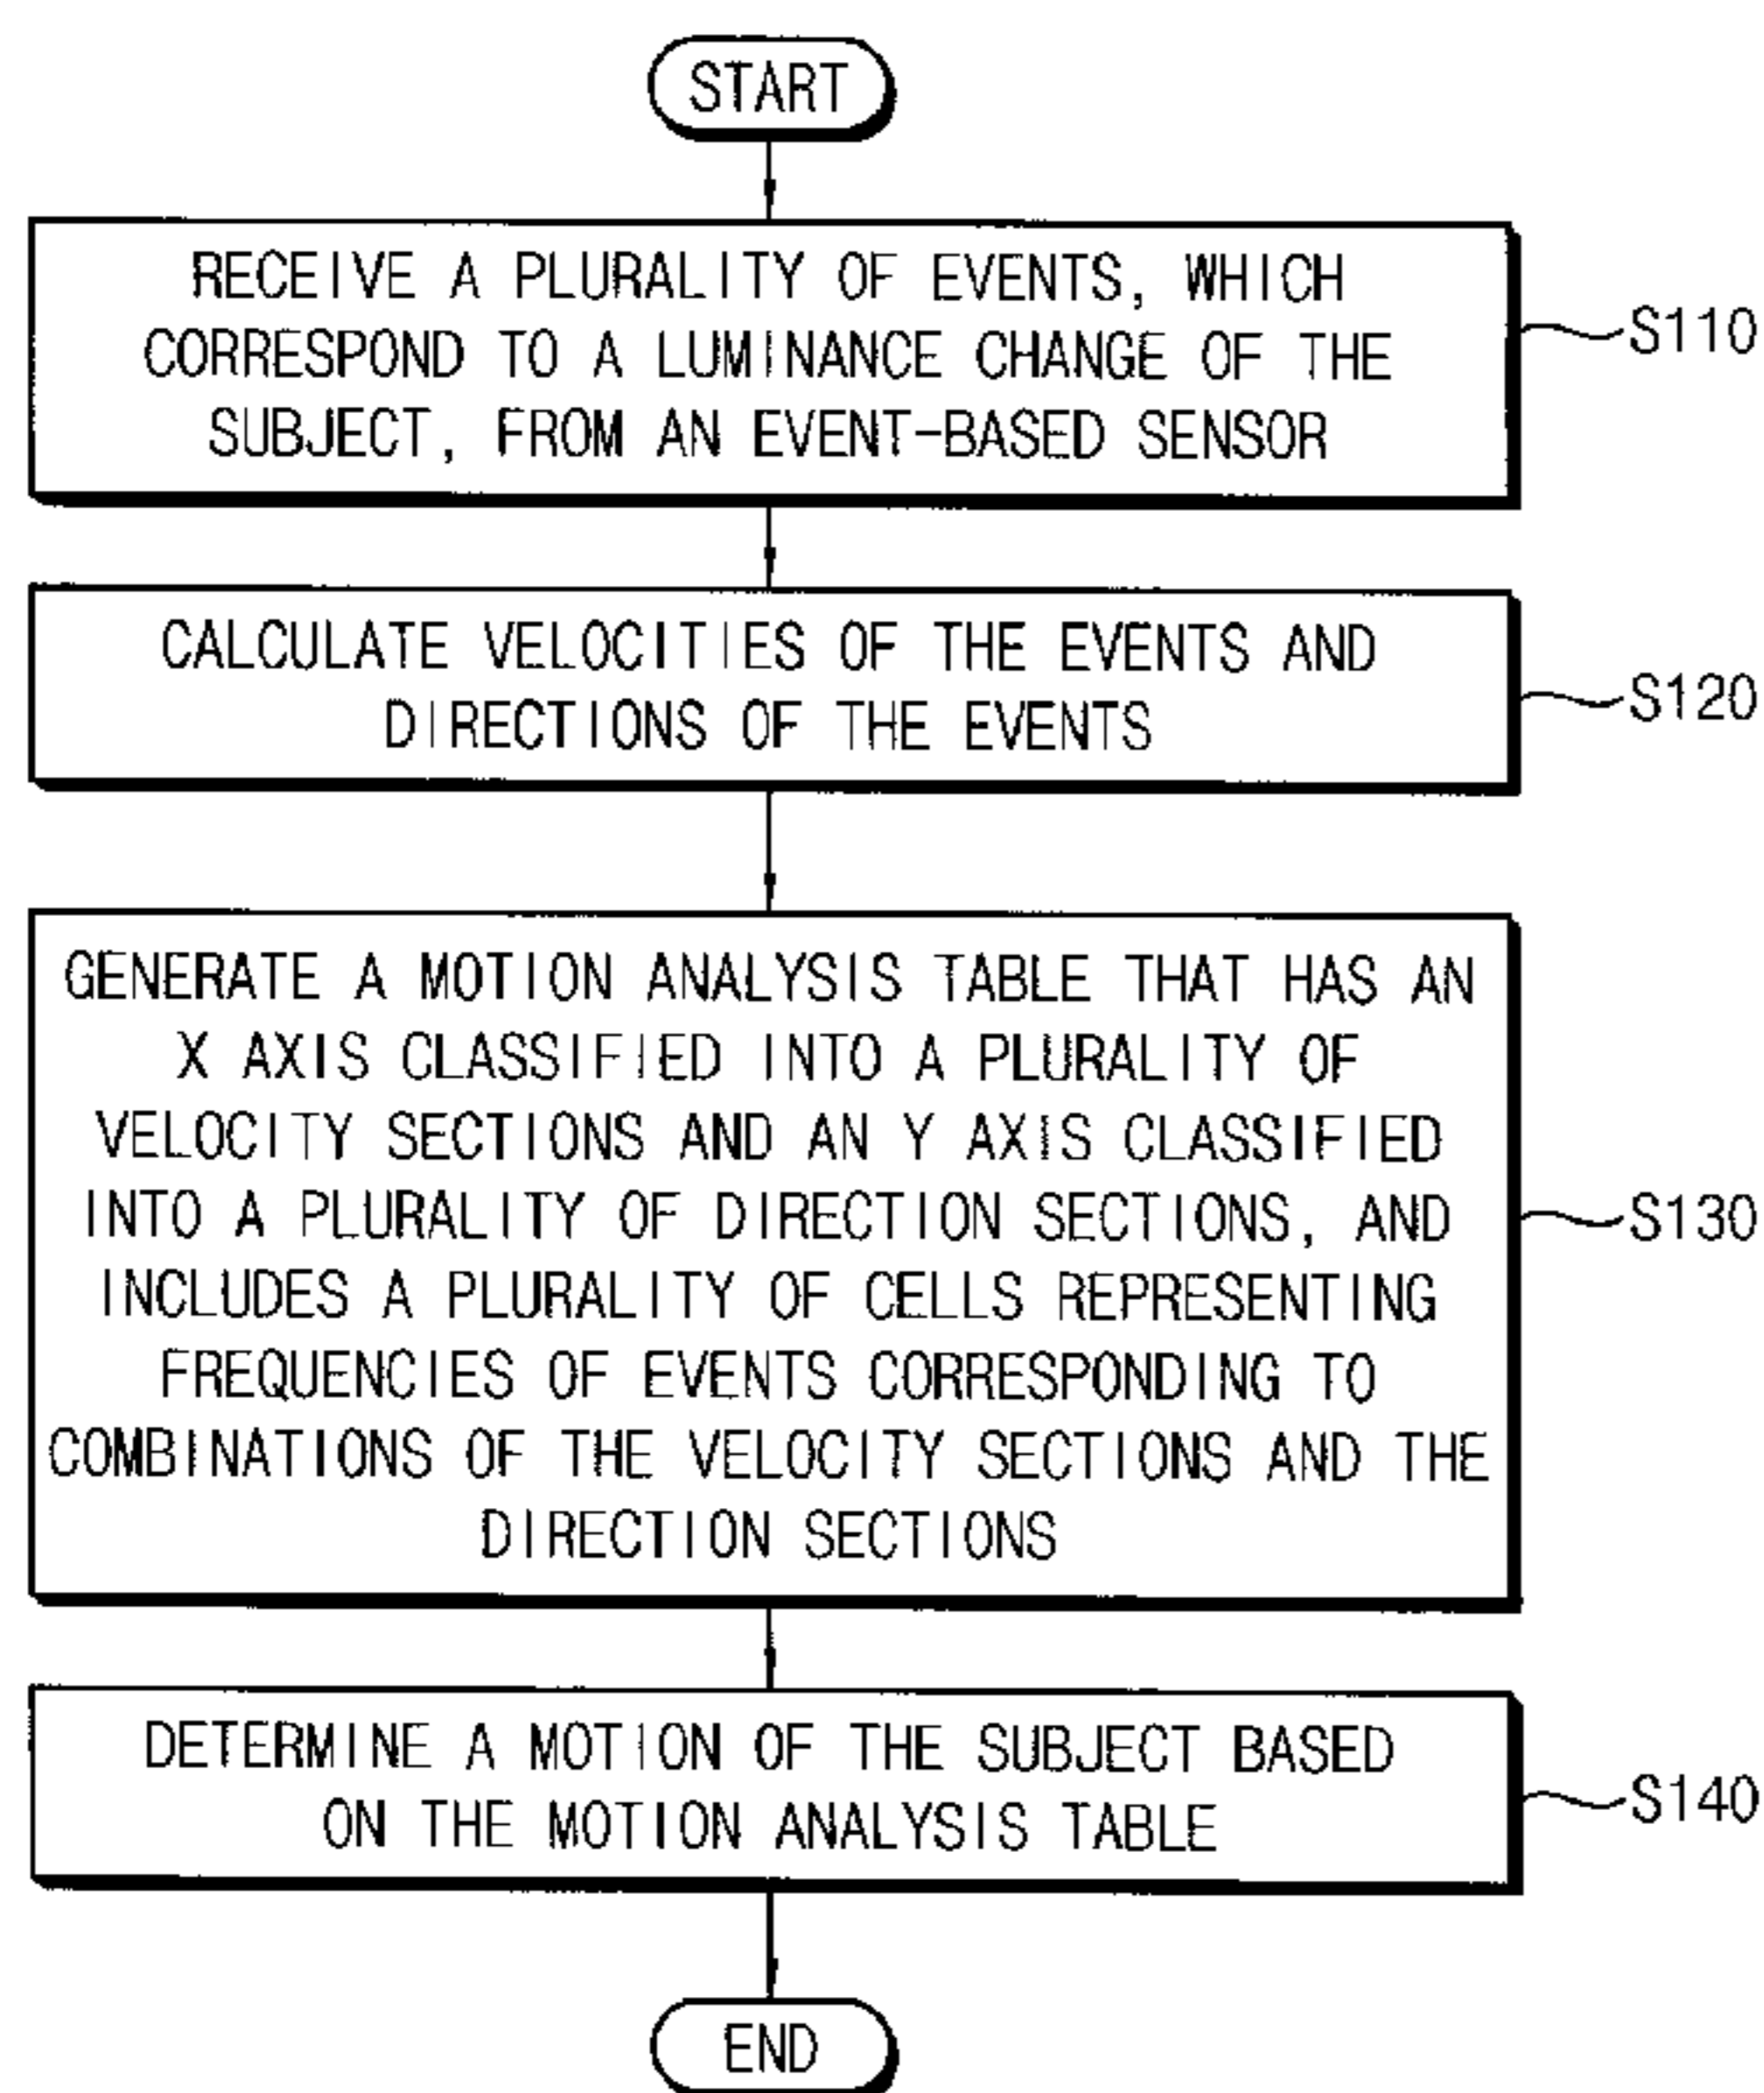 START
RECEIVE A PLURALITY OF EVENTS, WHICH
CORRESPOND TO A LUMINANCE CHANGE OF THE
SUBJECT, FROM AN EVENT-BASED SENSOR
S110
CALCULATE VELOCITIES OF THE EVENTS AND
DIRECTIONS OF THE EVENTS
S120
GENERATE A MOTION ANALYSIS TABLE THAT HAS AN
X AXIS CLASSIFIED INTO A PLURALITY OF
VELOCITY SECTIONS AND AN Y AXIS CLASSIFIED
INTO A PLURALITY OF DIRECTION SECTIONS, AND
INCLUDES A PLURALITY OF CELLS REPRESENTING
FREQUENCIES OF EVENTS CORRESPONDING TO
COMBINATIONS OF THE VELOCITY SECTIONS AND THE
DIRECTION SECTIONS
S130
DETERMINE A MOTION OF THE SUBJECT BASED
ON THE MOTION ANALYSIS TABLE
S140
END